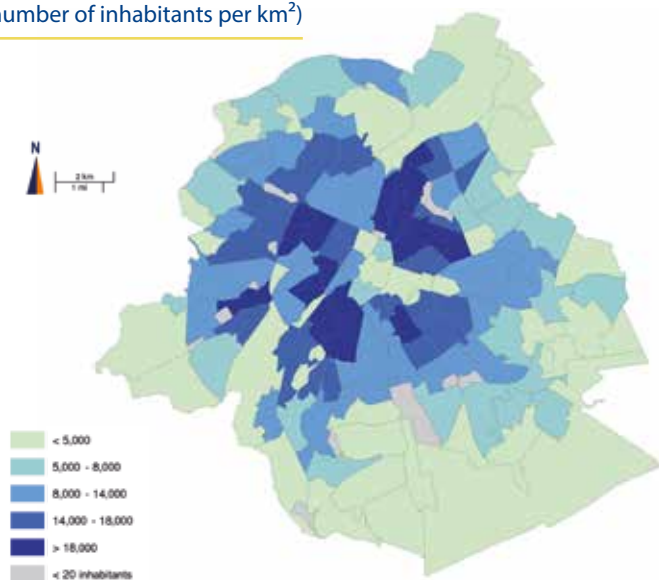 number of inhabitants per km²)
N
2 km
1 mi
< 5,000
5,000 - 8,000
8,000 - 14,000
14,000 - 18,000
> 18,000
< 20 inhabitants